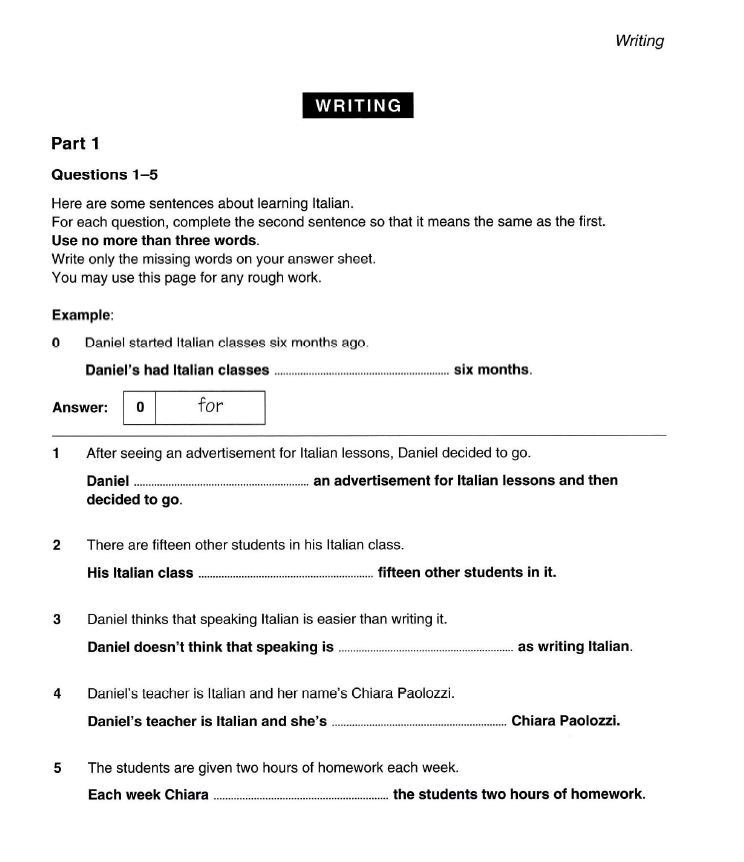 Writing
WRITING
Part 1
Questions 1–5
Here are some sentences about learning Italian.
For each question, complete the second sentence so that it means the same as the first.
Use no more than three words.
Write only the missing words on your answer sheet.
You may use this page for any rough work.
Example:
0 Daniel started Italian classes six months ago.
Daniel's had Italian classes ............................................................ six months.
Answer: 0 for
1 After seeing an advertisement for Italian lessons, Daniel decided to go.
Daniel ............................................................ an advertisement for Italian lessons and then
decided to go.
2 There are fifteen other students in his Italian class.
His Italian class ............................................................ fifteen other students in it.
3 Daniel thinks that speaking Italian is easier than writing it.
Daniel doesn't think that speaking is ............................................................ as writing Italian.
4 Daniel's teacher is Italian and her name's Chiara Paolozzi.
Daniel's teacher is Italian and she's ............................................................ Chiara Paolozzi.
5 The students are given two hours of homework each week.
Each week Chiara ............................................................ the students two hours of homework.